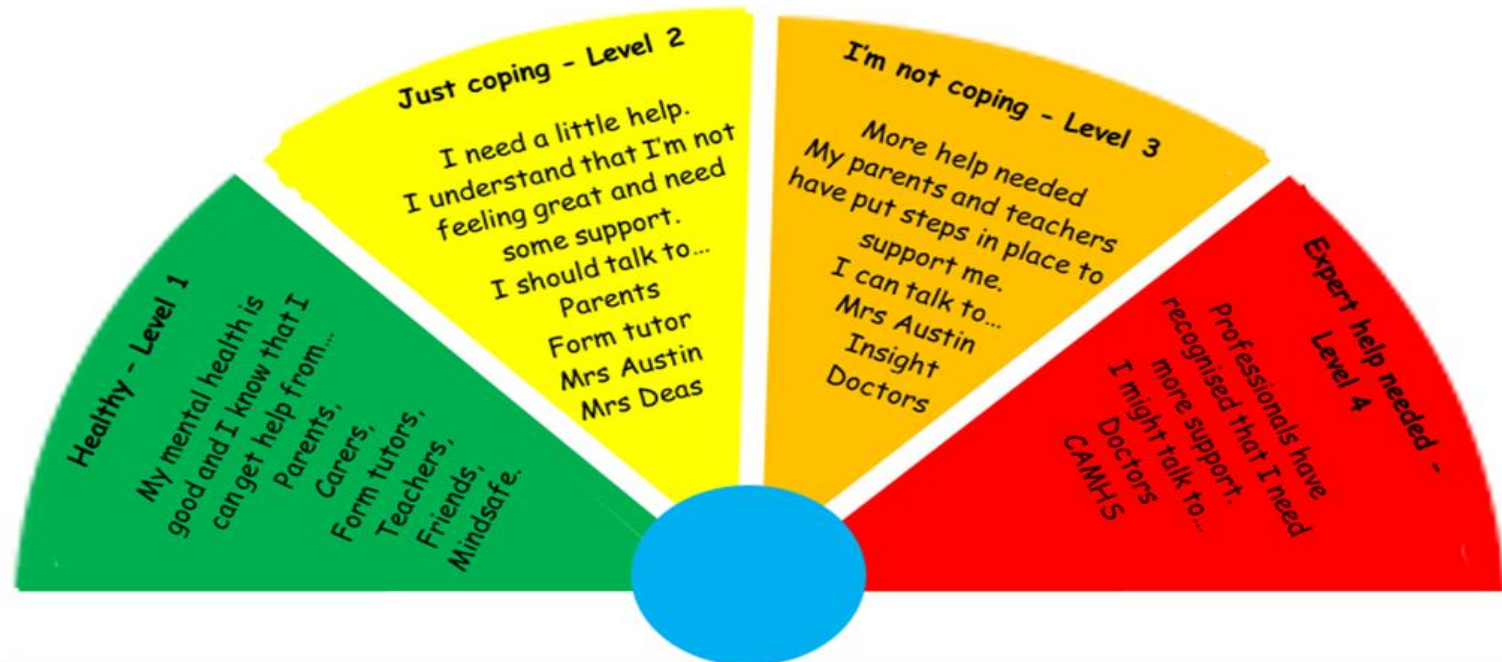 Healthy - Level 1
My mental health is
good and I know that I
can get help from...
Parents,
Carers,
Form tutors,
Teachers,
Friends,
Mindsafe.
Just coping - Level 2
I need a little help.
I understand that I'm not
feeling great and need
some support.
I should talk to...
Parents
Form tutor
Mrs Austin
Mrs Deas
I'm not coping - Level 3
More help needed
My parents and teachers
have put steps in place to
support me.
I can talk to...
Mrs Austin
Insight
Doctors
Expert help needed -
Level 4
Professionals have
recognised that I need
more support.
I might talk to...
Doctors
CAMHS